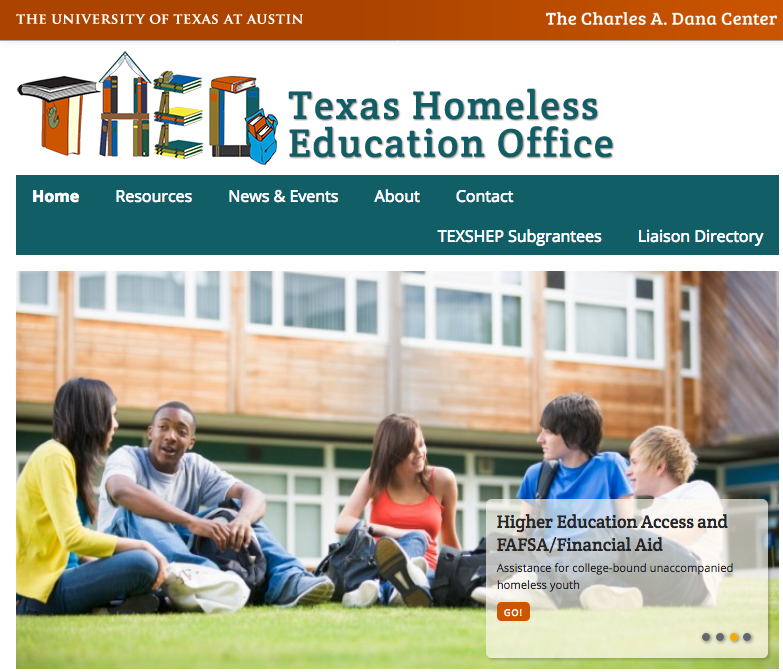 THE UNIVERSITY OF TEXAS AT AUSTIN
The Charles A. Dana Center
THEO
Texas Homeless
Education Office
Home Resources News & Events About Contact
TEXSHEP Subgrantees Liaison Directory
Higher Education Access and
FAFSA/Financial Aid
Assistance for college-bound unaccompanied
homeless youth
GO!